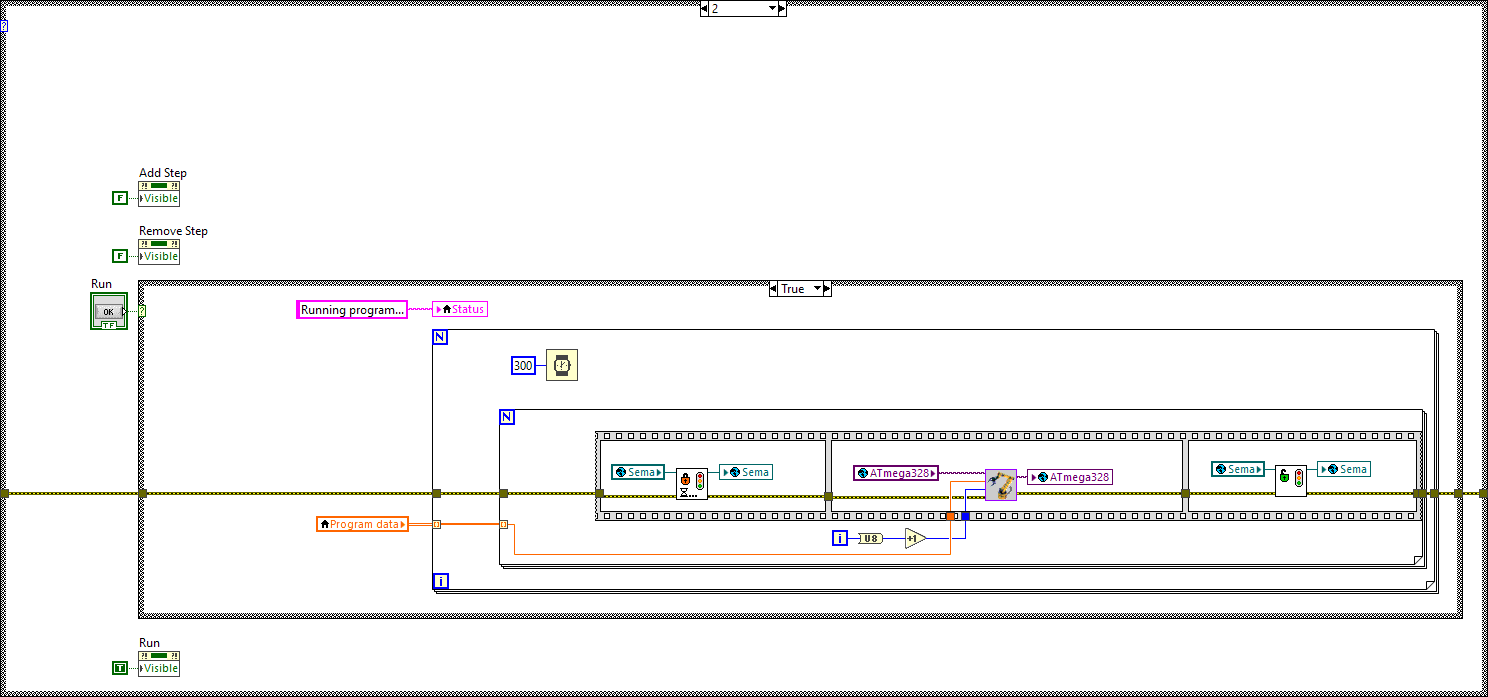 2
?
Add Step
?! ?!
F
Visible
Remove Step
?! ?!
F
Visible
Run
OK
TF
?
True
Running program...
Status
N
300
N
Sema
Sema
ATmega328
ATmega328
Sema
Sema
Program data
i
U8
+1
i
Run
?! ?!
T
Visible